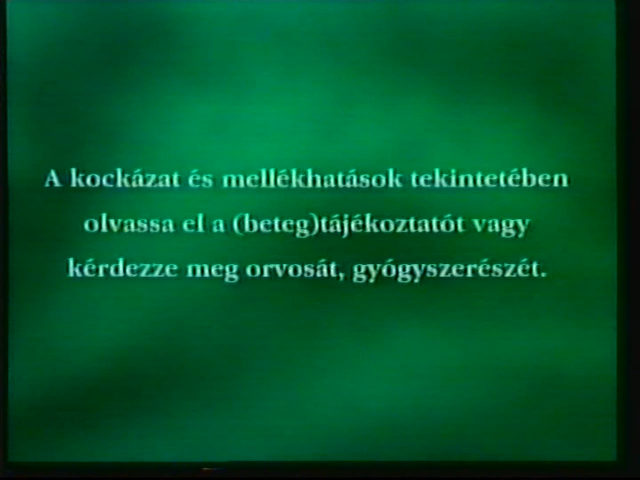 A kockázat és mellékhatások tekintetében
olvassa el a (beteg)tájékoztatót vagy
kérdezze meg orvosát, gyógyszerészét.